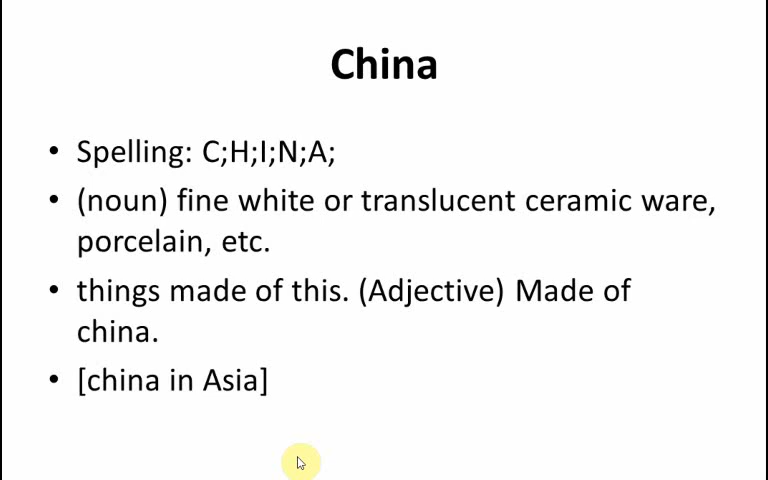 China
• Spelling: C;H;I;N;A;
• (noun) fine white or translucent ceramic ware,
porcelain, etc.
• things made of this. (Adjective) Made of
china.
• [china in Asia]